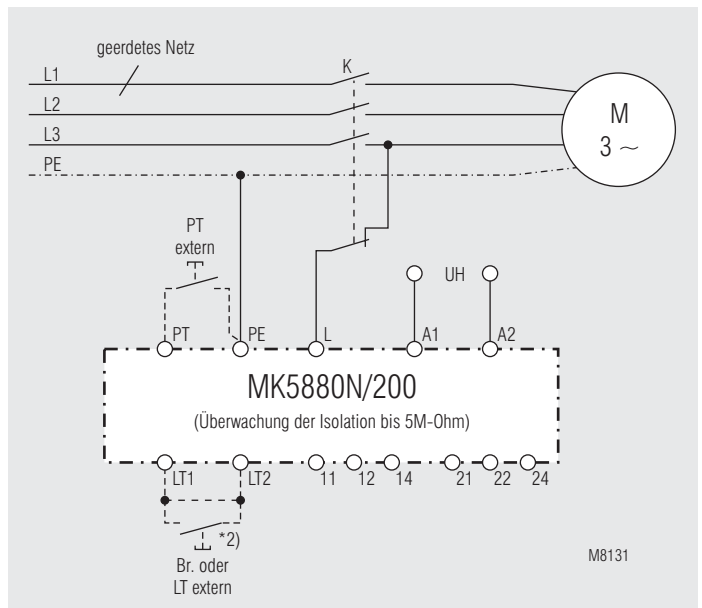 geerdetes Netz
L1
K
L2
M
3 ~
L3
PE
PT
extern
UH
PT
PE
L
A1
A2
MK5880N/200
(Überwachung der Isolation bis 5M-Ohm)
LT1
LT2
11
12
14
21
22
24
*2)
Br. oder
LT extern
M8131